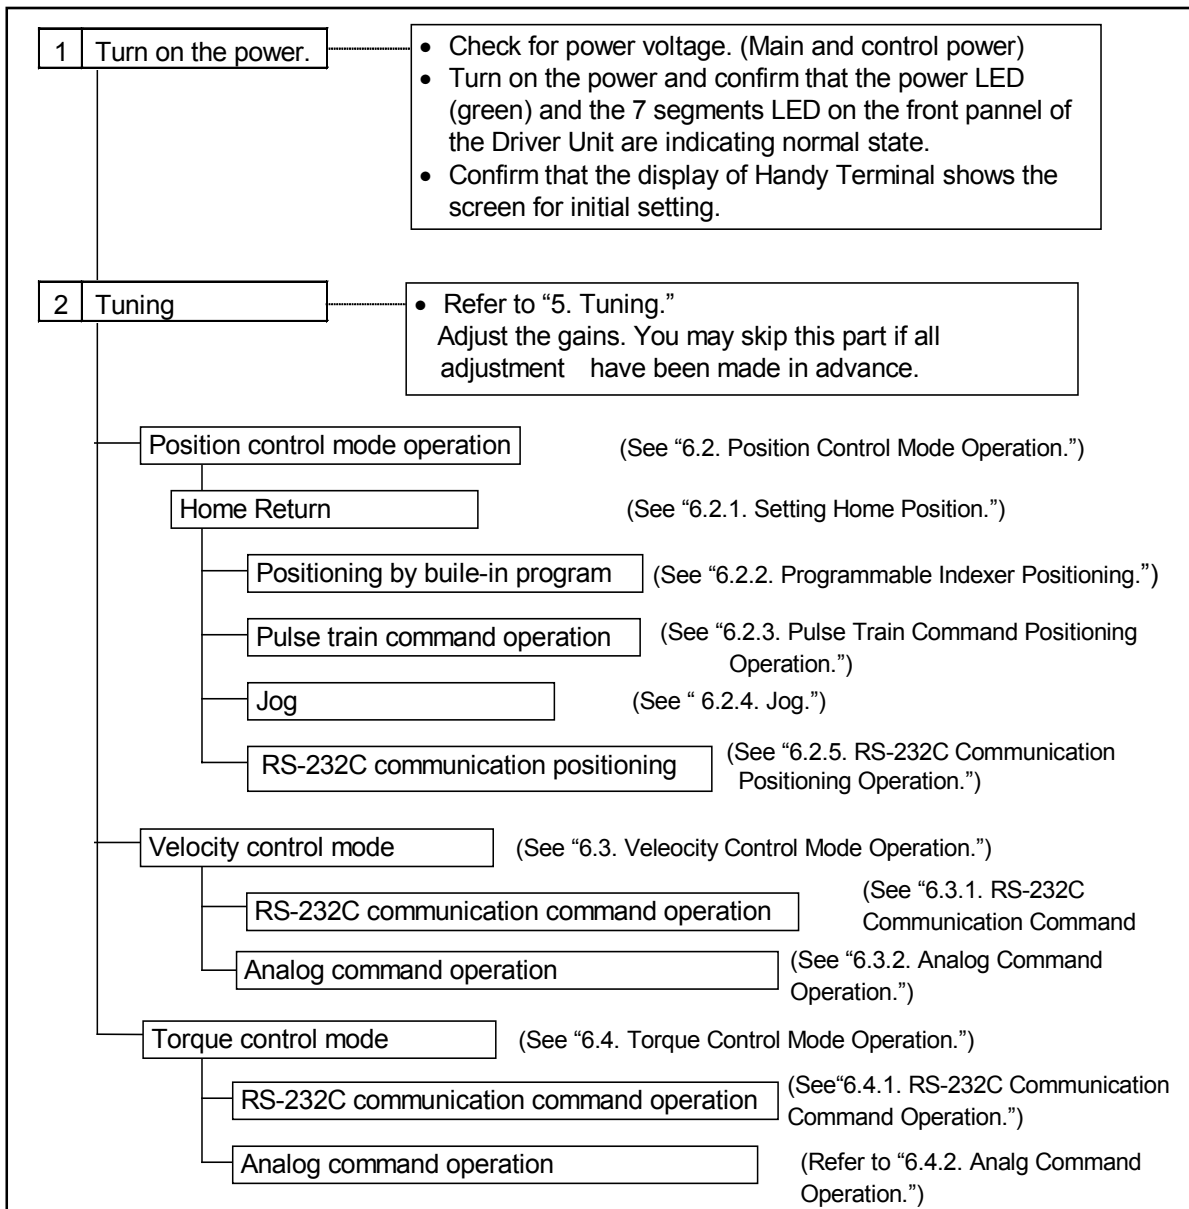 1 Turn on the power.
• Check for power voltage. (Main and control power)
• Turn on the power and confirm that the power LED
(green) and the 7 segments LED on the front pannel of
the Driver Unit are indicating normal state.
• Confirm that the display of Handy Terminal shows the
screen for initial setting.
2 Tuning
• Refer to “5. Tuning.”
Adjust the gains. You may skip this part if all
adjustment have been made in advance.
Position control mode operation (See “6.2. Position Control Mode Operation.”)
Home Return (See “6.2.1. Setting Home Position.”)
Positioning by buile-in program (See “6.2.2. Programmable Indexer Positioning.”)
Pulse train command operation (See “6.2.3. Pulse Train Command Positioning
Operation.”)
Jog (See “ 6.2.4. Jog.”)
RS-232C communication positioning (See “6.2.5. RS-232C Communication
Positioning Operation.”)
Velocity control mode (See “6.3. Veleocity Control Mode Operation.”)
RS-232C communication command operation (See “6.3.1. RS-232C
Communication Command
Analog command operation (See “6.3.2. Analog Command
Operation.”)
Torque control mode (See “6.4. Torque Control Mode Operation.”)
RS-232C communication command operation (See“6.4.1. RS-232C Communication
Command Operation.”)
Analog command operation (Refer to “6.4.2. Analg Command
Operation.”)